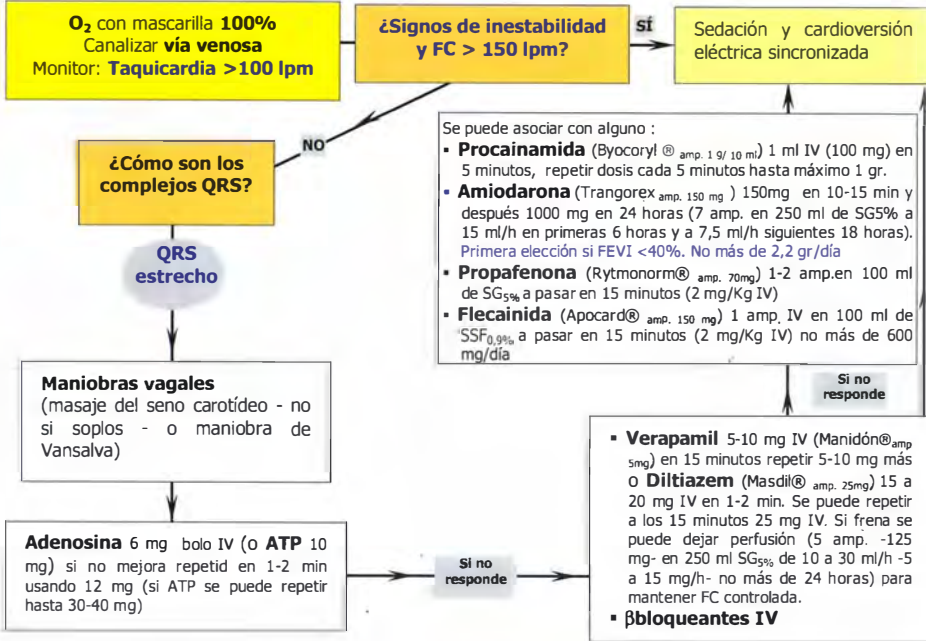 O₂ con mascarilla 100%
Canalizar vía venosa
Monitor: Taquicardia >100 lpm
¿Signos de inestabilidad
y FC > 150 lpm?
SÍ
Sedación y cardioversión
eléctrica sincronizada
NO
¿Cómo son los
complejos QRS?
QRS
estrecho
Maniobras vagales
(masaje del seno carotídeo - no
si soplos - o maniobra de
Vansalva)
Adenosina 6 mg bolo IV (o ATP 10
mg) si no mejora repetid en 1-2 min
usando 12 mg (si ATP se puede repetir
hasta 30-40 mg)
Si no
responde
▪ Verapamil 5-10 mg IV (Manidón® amp
5mg) en 15 minutos repetir 5-10 mg más
o Diltiazem (Masdil® amp. 25mg) 15 a
20 mg IV en 1-2 min. Se puede repetir
a los 15 minutos 25 mg IV. Si frena se
puede dejar perfusión (5 amp. -125
mg- en 250 ml SG5% de 10 a 30 ml/h -5
a 15 mg/h- no más de 24 horas) para
mantener FC controlada.
▪ βbloqueantes IV
Si no
responde
Se puede asociar con alguno :
▪ Procainamida (Byocoryl ® amp. 1 g/ 10 ml) 1 ml IV (100 mg) en
5 minutos, repetir dosis cada 5 minutos hasta máximo 1 gr.
▪ Amiodarona (Trangorex amp. 150 mg ) 150mg en 10-15 min y
después 1000 mg en 24 horas (7 amp. en 250 ml de SG5% a
15 ml/h en primeras 6 horas y a 7,5 ml/h siguientes 18 horas).
Primera elección si FEVI <40%. No más de 2,2 gr/día
▪ Propafenona (Rytmonorm® amp. 70mg) 1-2 amp.en 100 ml
de SG5% a pasar en 15 minutos (2 mg/Kg IV)
▪ Flecainida (Apocard® amp. 150 mg) 1 amp. IV en 100 ml de
SSF0,9% a pasar en 15 minutos (2 mg/Kg IV) no más de 600
mg/día